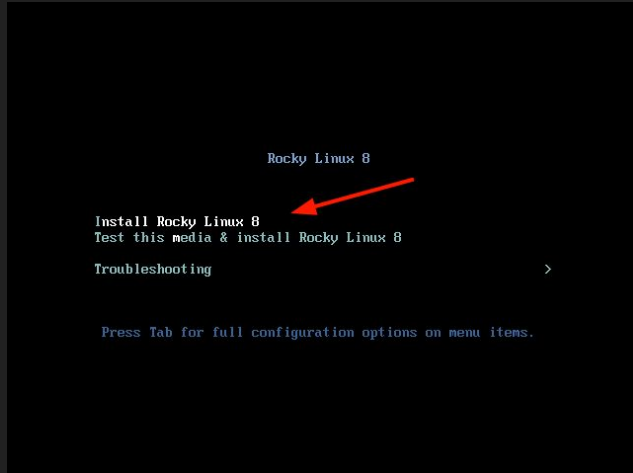 Rocky Linux 8
Install Rocky Linux 8
Test this media & install Rocky Linux 8
Troubleshooting >
Press Tab for full configuration options on menu items.